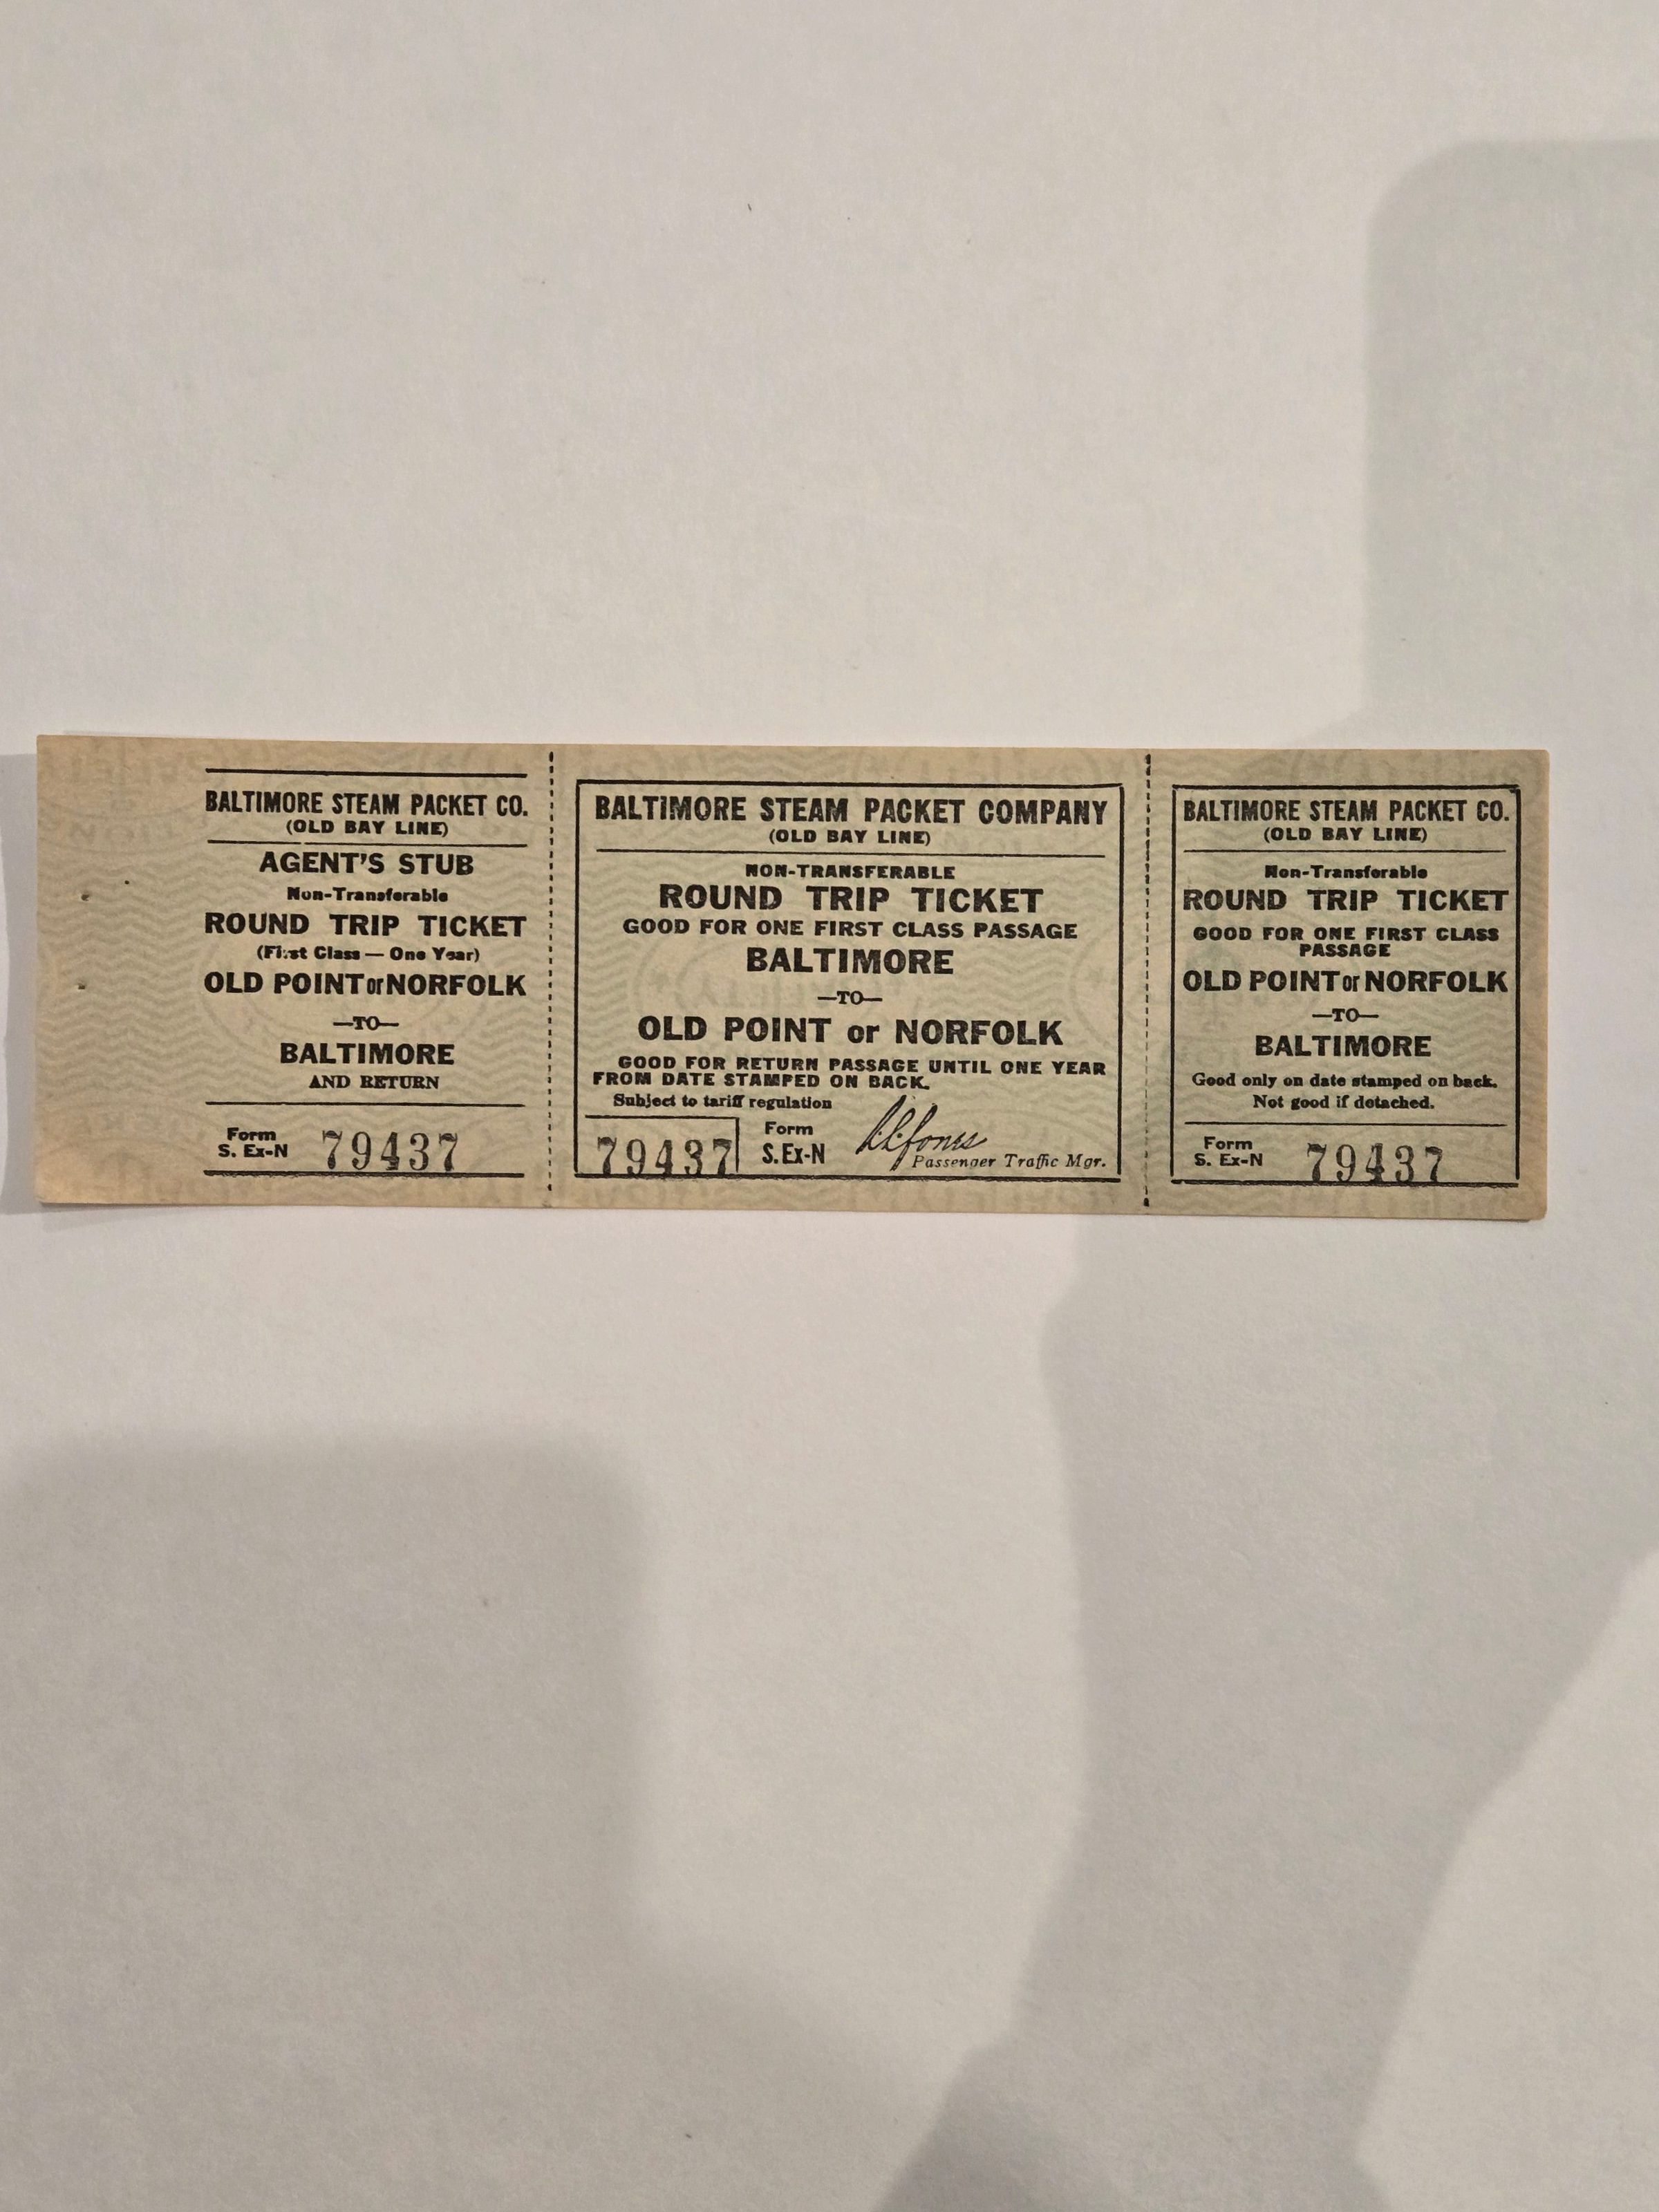 BALTIMORE STEAM PACKET CO.
(OLD BAY LINE)
AGENT'S STUB
Non-Transferable
ROUND TRIP TICKET
(First Class — One Year)
OLD POINT or NORFOLK
—TO—
BALTIMORE
AND RETURN
Form
S. Ex-N 79437
BALTIMORE STEAM PACKET COMPANY
(OLD BAY LINE)
NON-TRANSFERABLE
ROUND TRIP TICKET
GOOD FOR ONE FIRST CLASS PASSAGE
BALTIMORE
—TO—
OLD POINT or NORFOLK
GOOD FOR RETURN PASSAGE UNTIL ONE YEAR
FROM DATE STAMPED ON BACK.
Subject to tariff regulation
79437
Form
S. Ex-N
Jones
Passenger Traffic Mgr.
BALTIMORE STEAM PACKET CO.
(OLD BAY LINE)
Non-Transferable
ROUND TRIP TICKET
GOOD FOR ONE FIRST CLASS
PASSAGE
OLD POINT or NORFOLK
—TO—
BALTIMORE
Good only on date stamped on back.
Not good if detached.
Form
S. Ex-N 79437